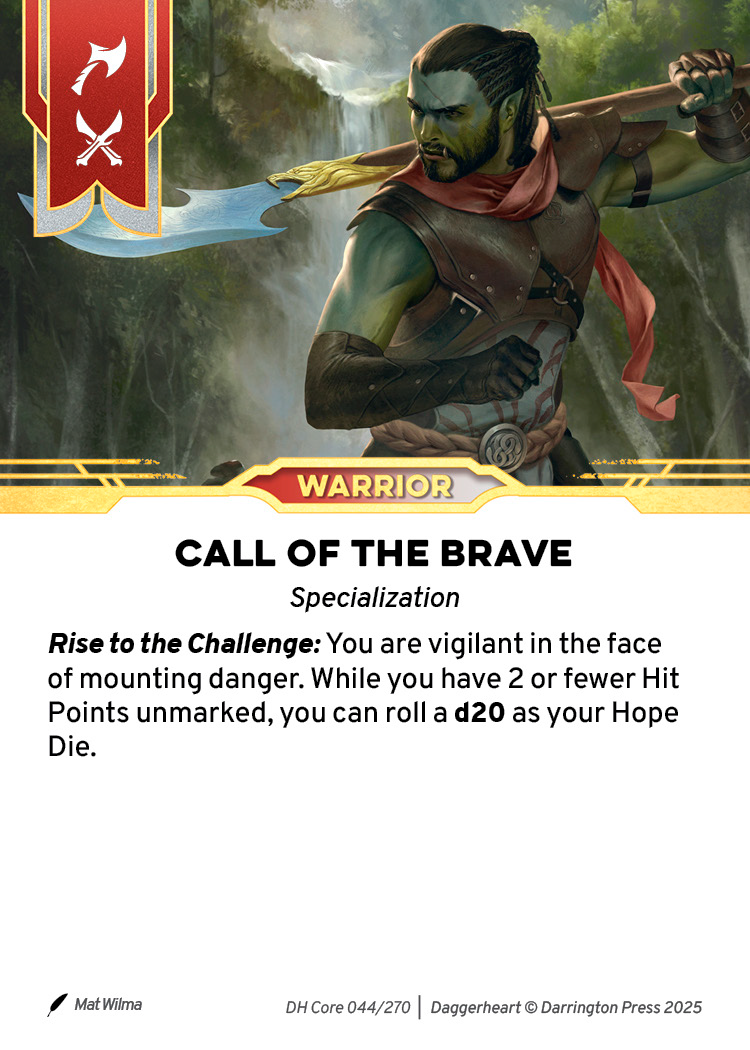 WARRIOR
CALL OF THE BRAVE
Specialization
Rise to the Challenge: You are vigilant in the face
of mounting danger. While you have 2 or fewer Hit
Points unmarked, you can roll a d20 as your Hope
Die.
Mat Wilma
DH Core 044/270 | Daggerheart © Darrington Press 2025